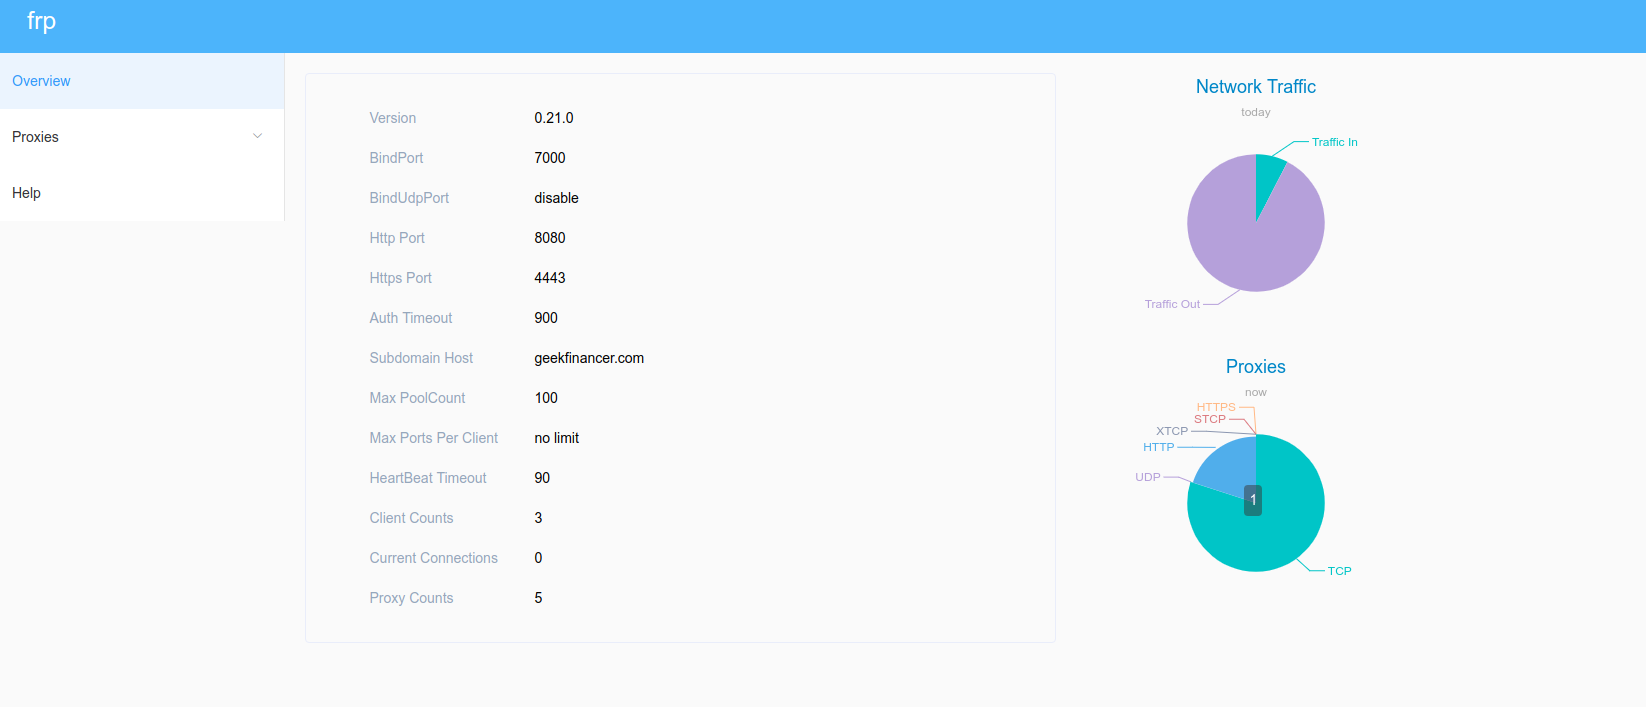 frp
Overview
Proxies
Help
Version 0.21.0
BindPort 7000
BindUdpPort disable
Http Port 8080
Https Port 4443
Auth Timeout 900
Subdomain Host geekfinancer.com
Max PoolCount 100
Max Ports Per Client no limit
HeartBeat Timeout 90
Client Counts 3
Current Connections 0
Proxy Counts 5
Network Traffic
today
Traffic In
Traffic Out
Proxies
now
HTTPS
STCP
XTCP
HTTP
UDP
1
TCP